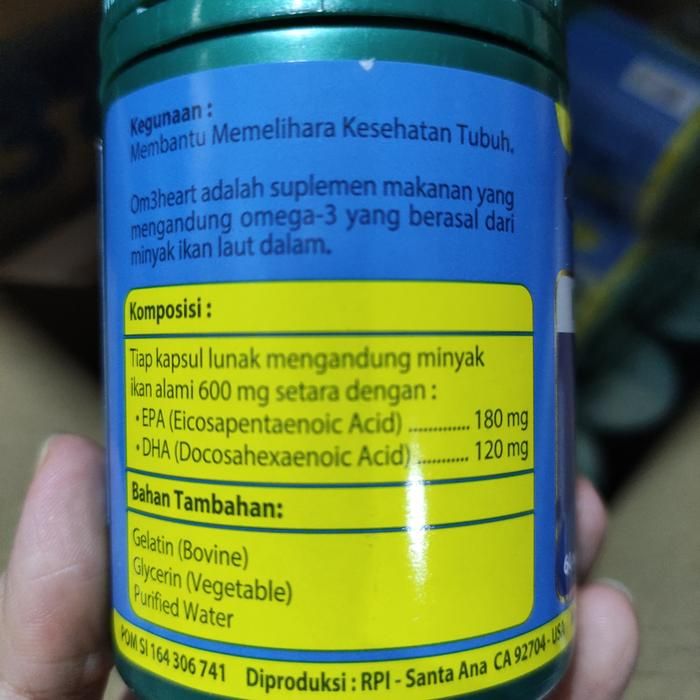 Kegunaan :
Membantu Memelihara Kesehatan Tubuh.
Om3heart adalah suplemen makanan yang
mengandung omega-3 yang berasal dari
minyak ikan laut dalam.
Komposisi :
Tiap kapsul lunak mengandung minyak
ikan alami 600 mg setara dengan :
• EPA (Eicosapentaenoic Acid) ............. 180 mg
• DHA (Docosahexaenoic Acid) ........... 120 mg
Bahan Tambahan:
Gelatin (Bovine)
Glycerin (Vegetable)
Purified Water
POM SI 164 306 741 Diproduksi : RPI - Santa Ana CA 92704 - USA